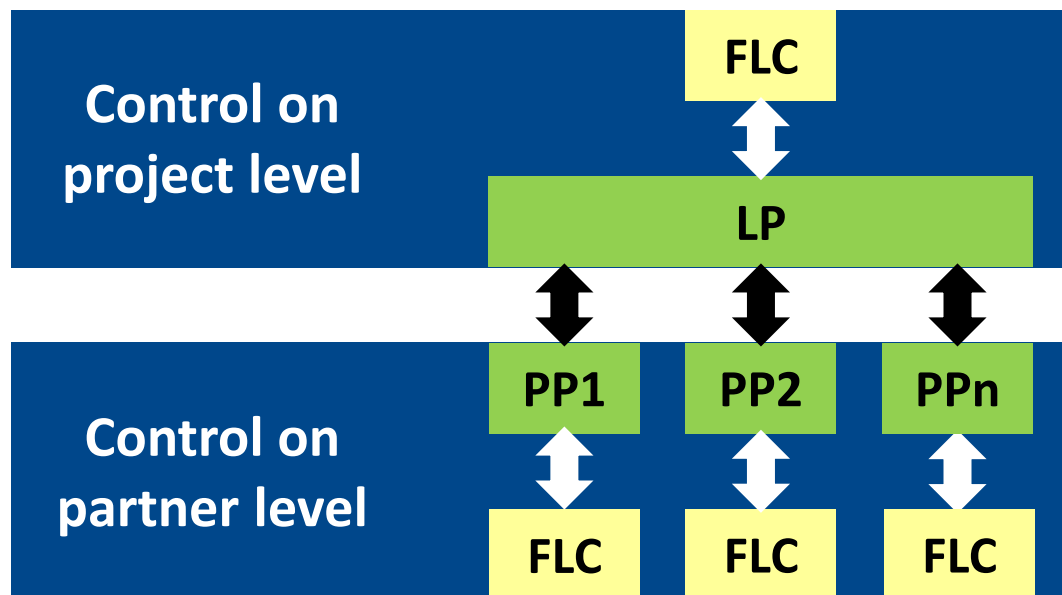 FLC
Control on
project level
LP
PP1 PP2 PPn
Control on
partner level
FLC FLC FLC